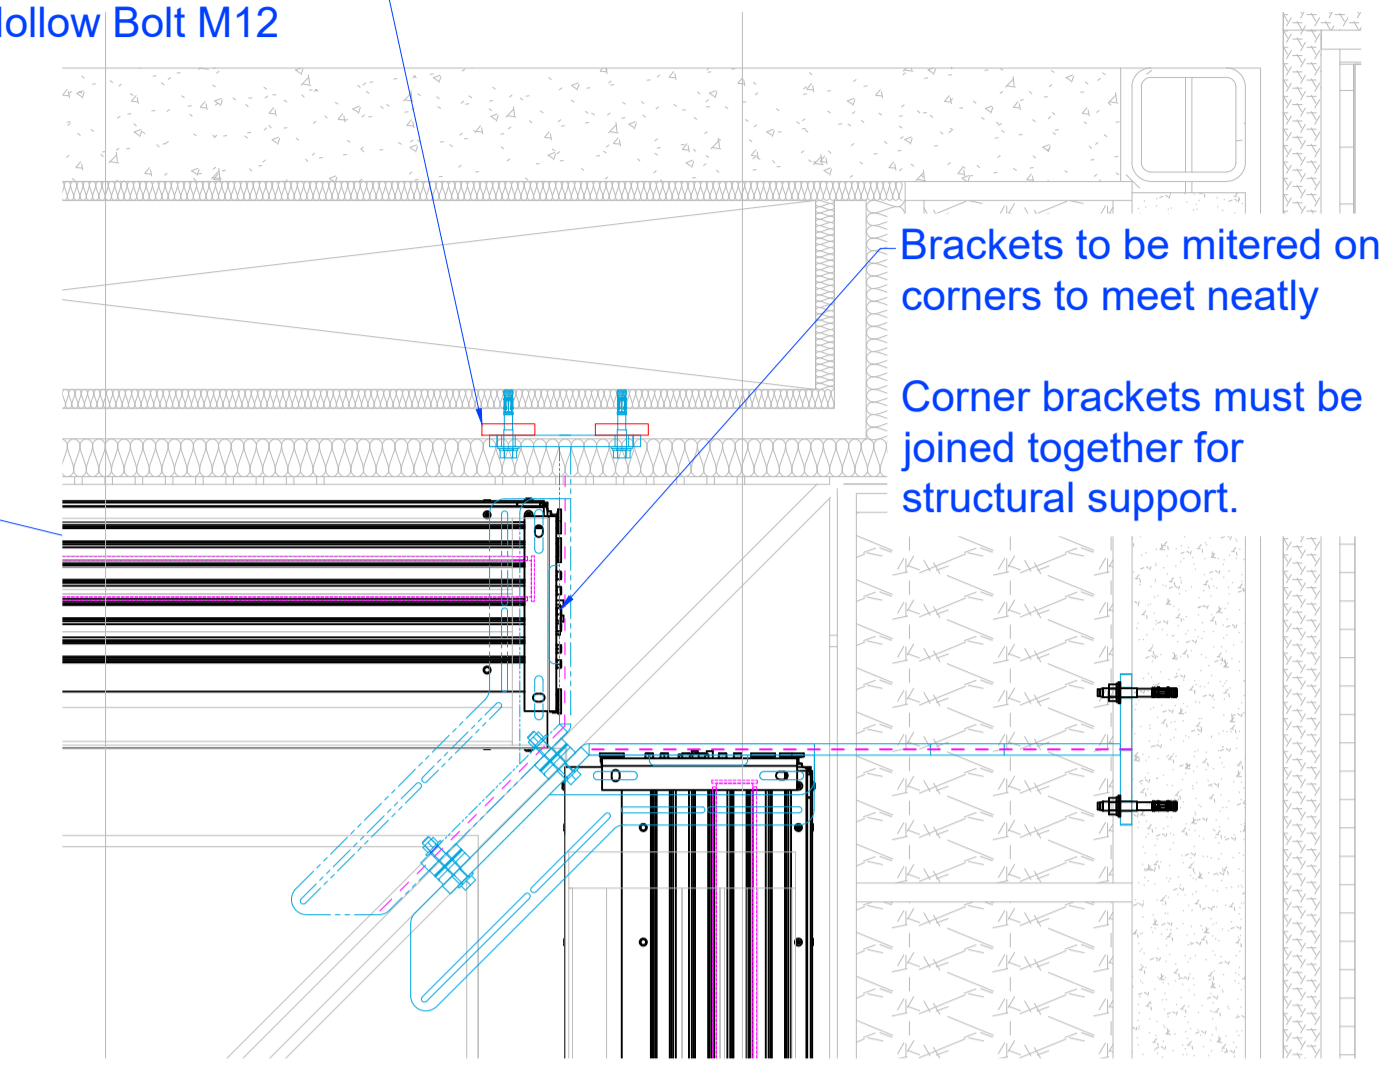 Hollow Bolt M12
Brackets to be mitered on
corners to meet neatly
Corner brackets must be
joined together for
structural support.